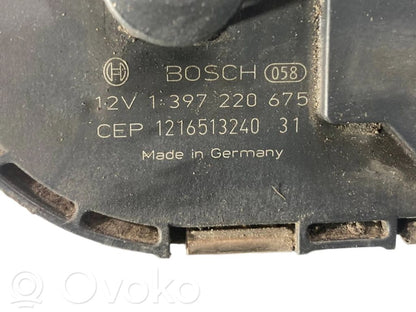 BOSCH 058
12V 1 397 220 675
CEP 1216513240 31
Made in Germany
© OVOKO